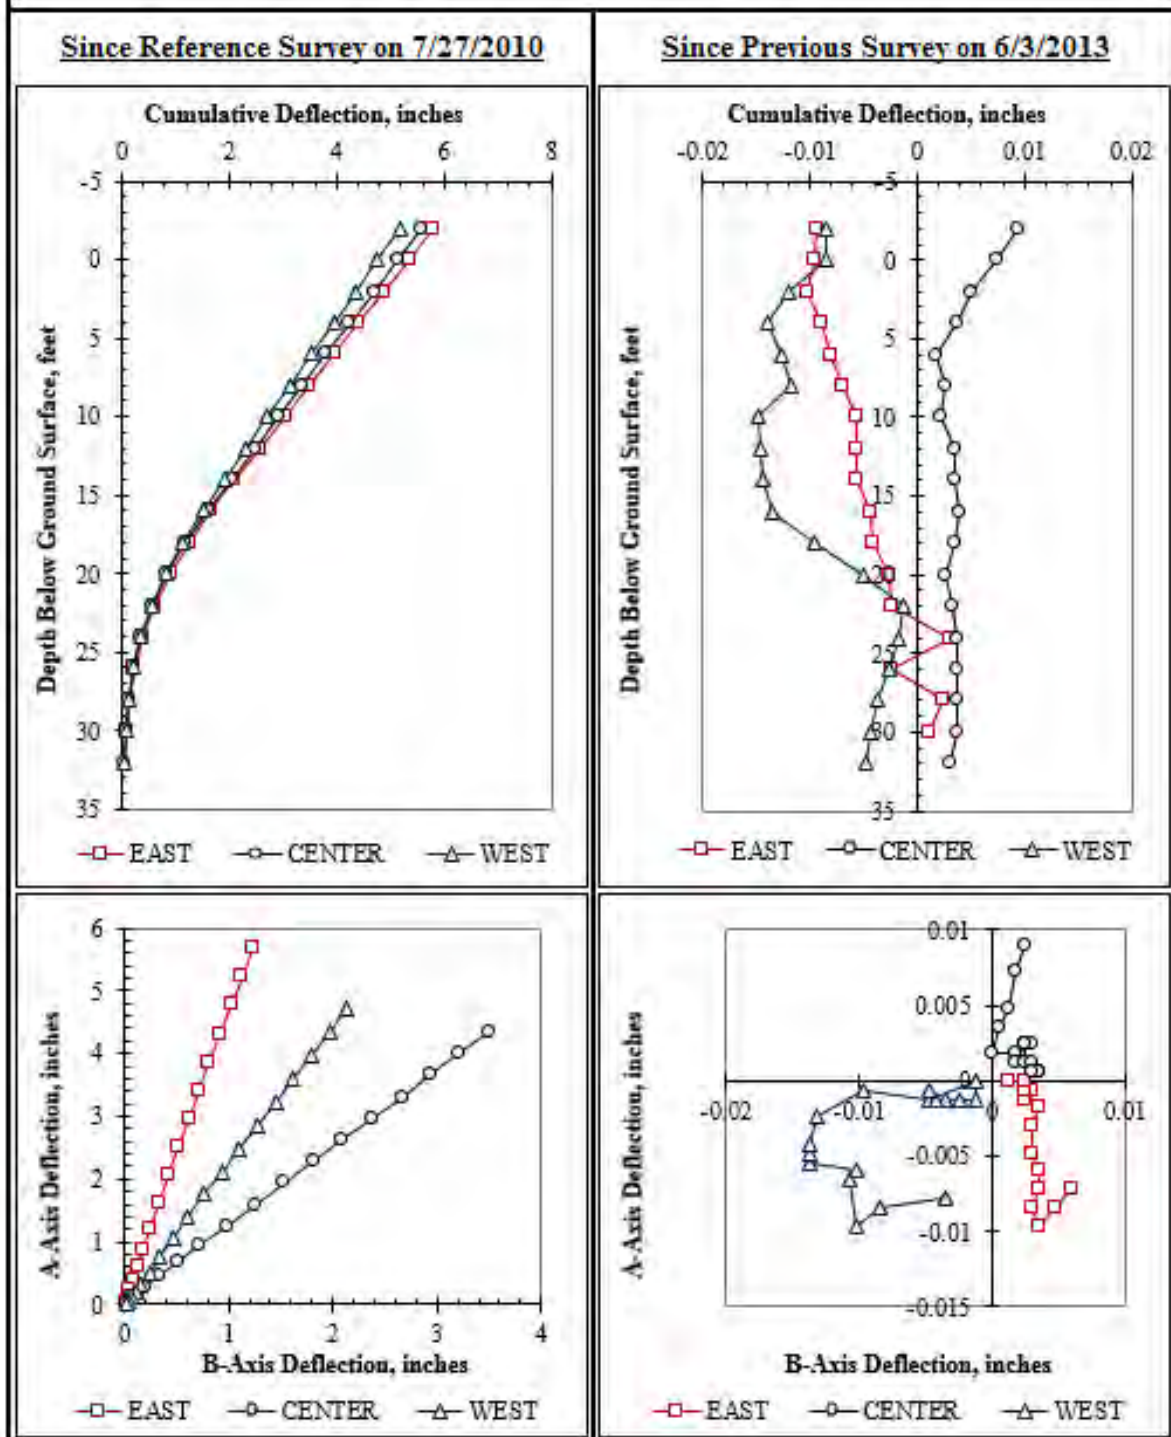 Since Reference Survey on 7/27/2010
Cumulative Deflection, inches
0 2 4 6 8
-5
0
5
10
15
20
25
30
35
Depth Below Ground Surface, feet
EAST CENTER WEST
Since Previous Survey on 6/3/2013
Cumulative Deflection, inches
-0.02 -0.01 0 0.01 0.02
-5
0
5
10
15
20
25
30
35
Depth Below Ground Surface, feet
EAST CENTER WEST
6
5
4
3
2
1
0
A-Axis Deflection, inches
0 1 2 3 4
B-Axis Deflection, inches
EAST CENTER WEST
0.01
0.005
0
-0.02 -0.01 0 0.01
-0.005
-0.01
-0.015
A-Axis Deflection, inches
B-Axis Deflection, inches
EAST CENTER WEST